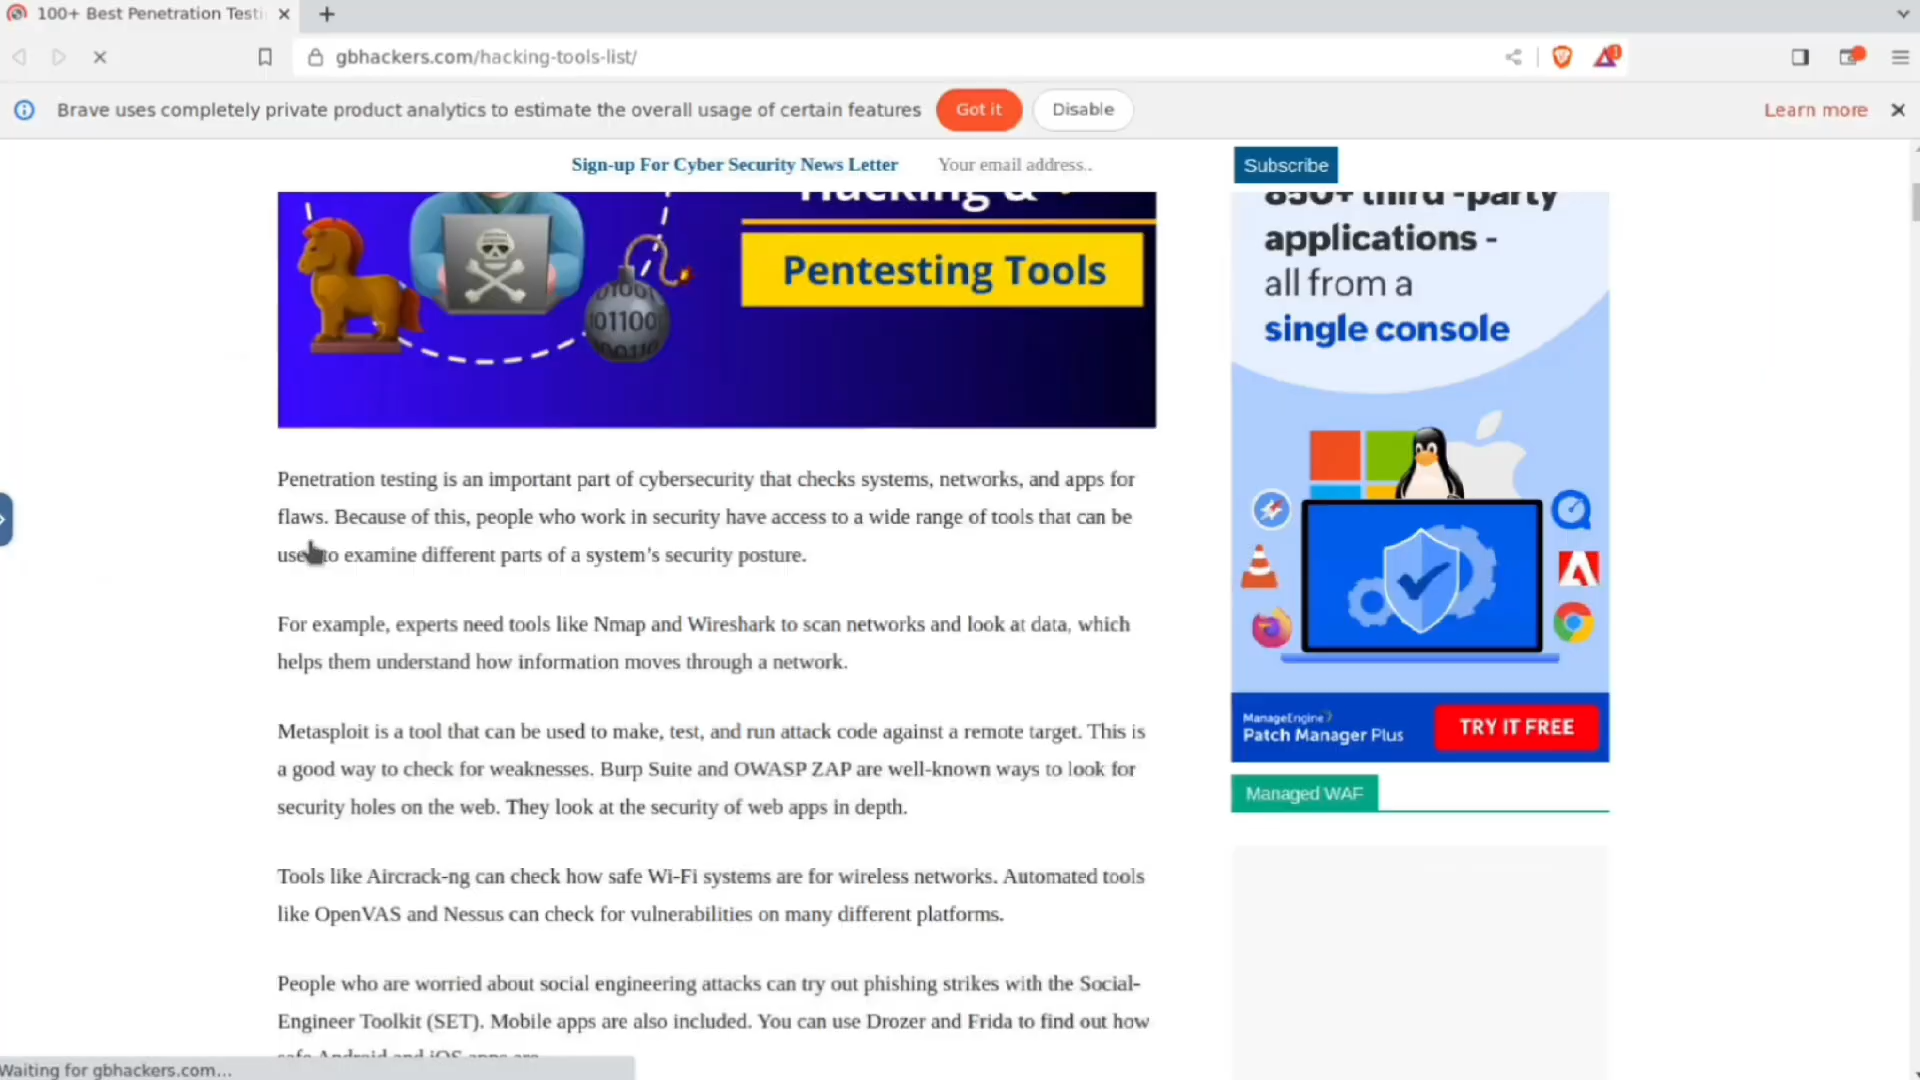 100+ Best Penetration Testi
gbhackers.com/hacking-tools-list/
1
Brave uses completely private product analytics to estimate the overall usage of certain features
Got it
Disable
Learn more
Sign-up For Cyber Security News Letter
Your email address..
Subscribe
Hacking &
Pentesting Tools
101100
850+ third-party
applications -
all from a
single console
Penetration testing is an important part of cybersecurity that checks systems, networks, and apps for
flaws. Because of this, people who work in security have access to a wide range of tools that can be
used to examine different parts of a system's security posture.
For example, experts need tools like Nmap and Wireshark to scan networks and look at data, which
helps them understand how information moves through a network.
Metasploit is a tool that can be used to make, test, and run attack code against a remote target. This is
a good way to check for weaknesses. Burp Suite and OWASP ZAP are well-known ways to look for
security holes on the web. They look at the security of web apps in depth.
Tools like Aircrack-ng can check how safe Wi-Fi systems are for wireless networks. Automated tools
like OpenVAS and Nessus can check for vulnerabilities on many different platforms.
People who are worried about social engineering attacks can try out phishing strikes with the Social-
Engineer Toolkit (SET). Mobile apps are also included. You can use Drozer and Frida to find out how
safe Android and iOS apps are
ManageEngine
Patch Manager Plus
TRY IT FREE
Managed WAF
Waiting for gbhackers.com...